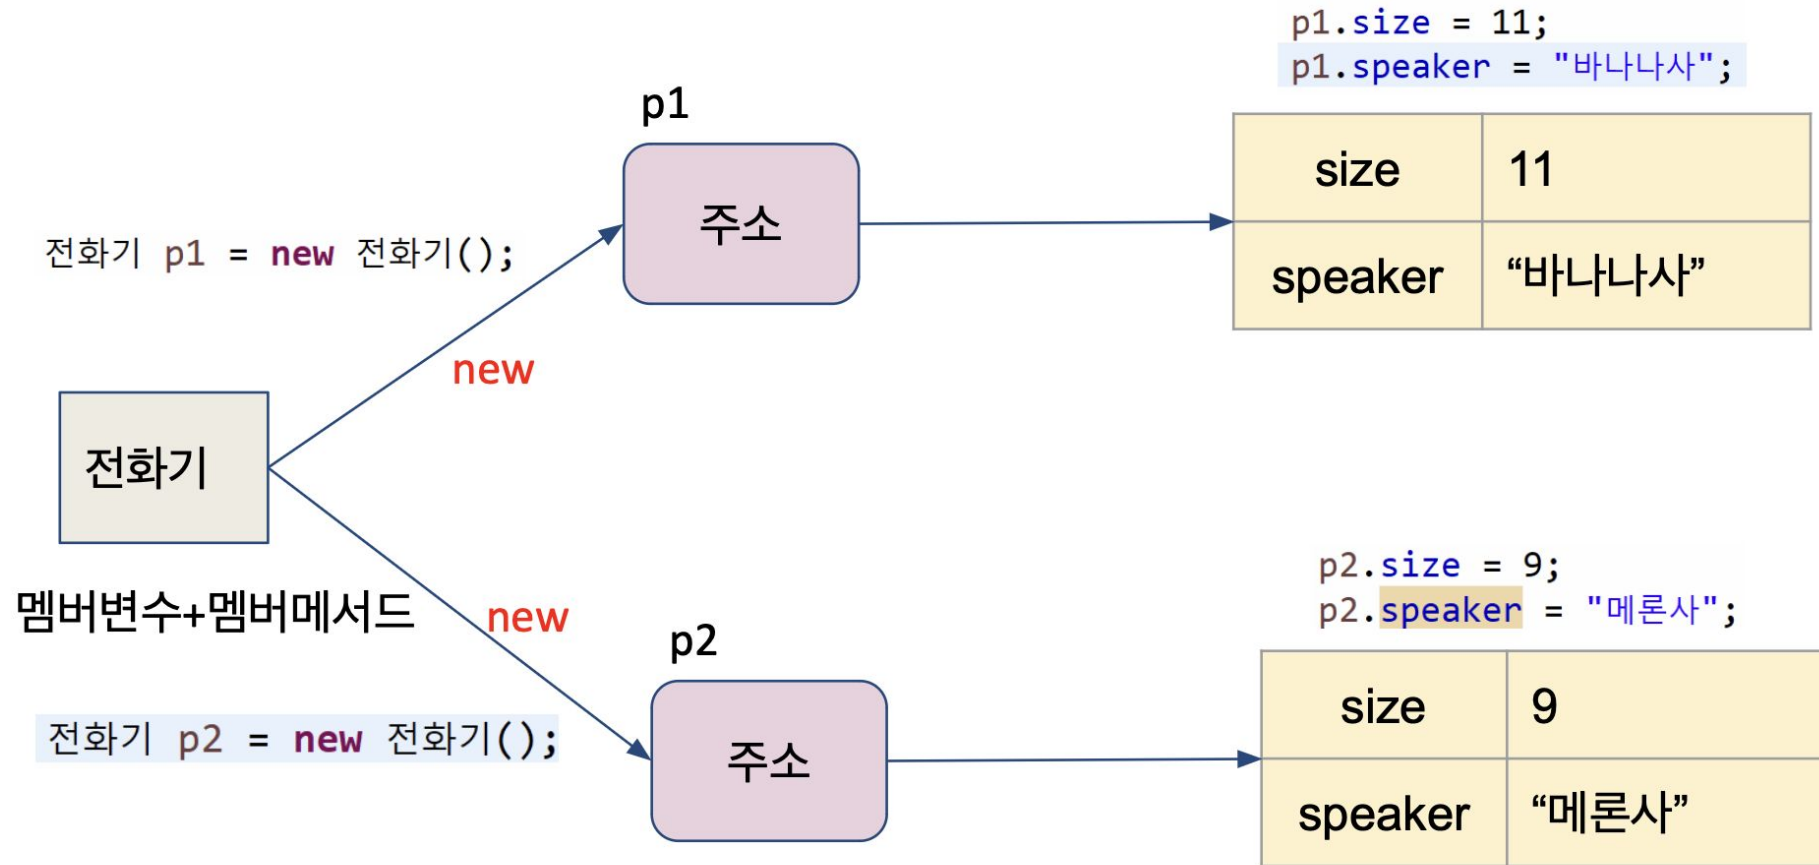 p1.size = 11;
p1.speaker = "바나나사";
p1
주소
size 11
speaker “바나나사”
전화기 p1 = new 전화기();
new
전화기
멤버변수+멤버메서드
new
전화기 p2 = new 전화기();
p2
주소
p2.size = 9;
p2.speaker = "메론사";
size 9
speaker “메론사”